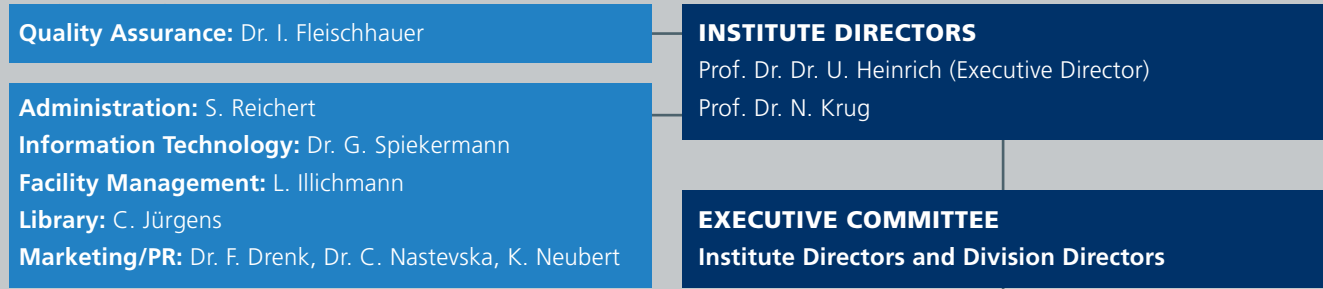 Quality Assurance: Dr. I. Fleischhauer
Administration: S. Reichert
Information Technology: Dr. G. Spiekermann
Facility Management: L. Illichmann
Library: C. Jürgens
Marketing/PR: Dr. F. Drenk, Dr. C. Nastevska, K. Neubert
INSTITUTE DIRECTORS
Prof. Dr. Dr. U. Heinrich (Executive Director)
Prof. Dr. N. Krug
EXECUTIVE COMMITTEE
Institute Directors and Division Directors